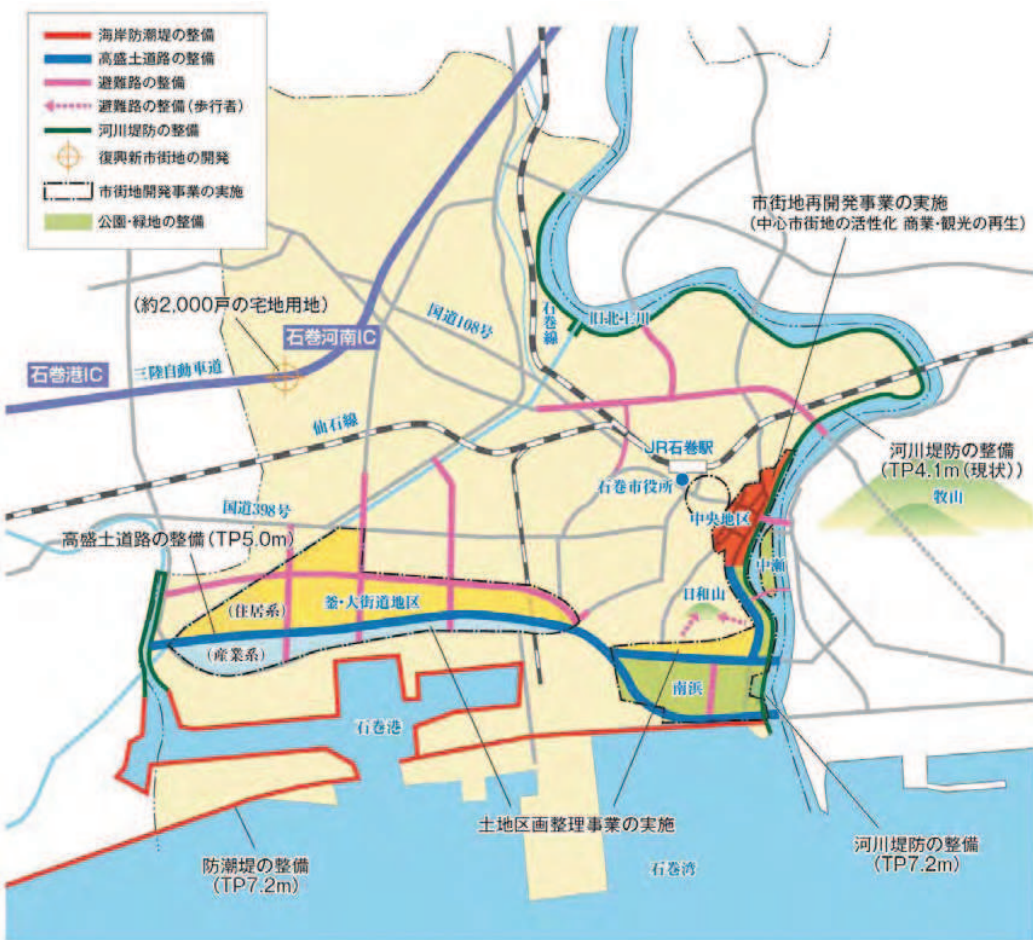 海岸防潮堤の整備
高盛土道路の整備
避難路の整備
避難路の整備(歩行者)
河川堤防の整備
復興新市街地の開発
市街地開発事業の実施
公園・緑地の整備
市街地再開発事業の実施
(中心市街地の活性化 商業・観光の再生)
(約2,000戸の宅地用地)
国道108号
石巻線
旧北上川
石巻河南IC
石巻港IC
三陸自動車道
仙石線
JR石巻駅
石巻市役所
河川堤防の整備
(TP4.1m(現状))
牧山
国道398号
中央地区
高盛土道路の整備(TP5.0m)
中瀬
日和山
(住居系)
釜・大街道地区
(産業系)
南浜
石巻港
土地区画整理事業の実施
防潮堤の整備
(TP7.2m)
河川堤防の整備
(TP7.2m)
石巻湾